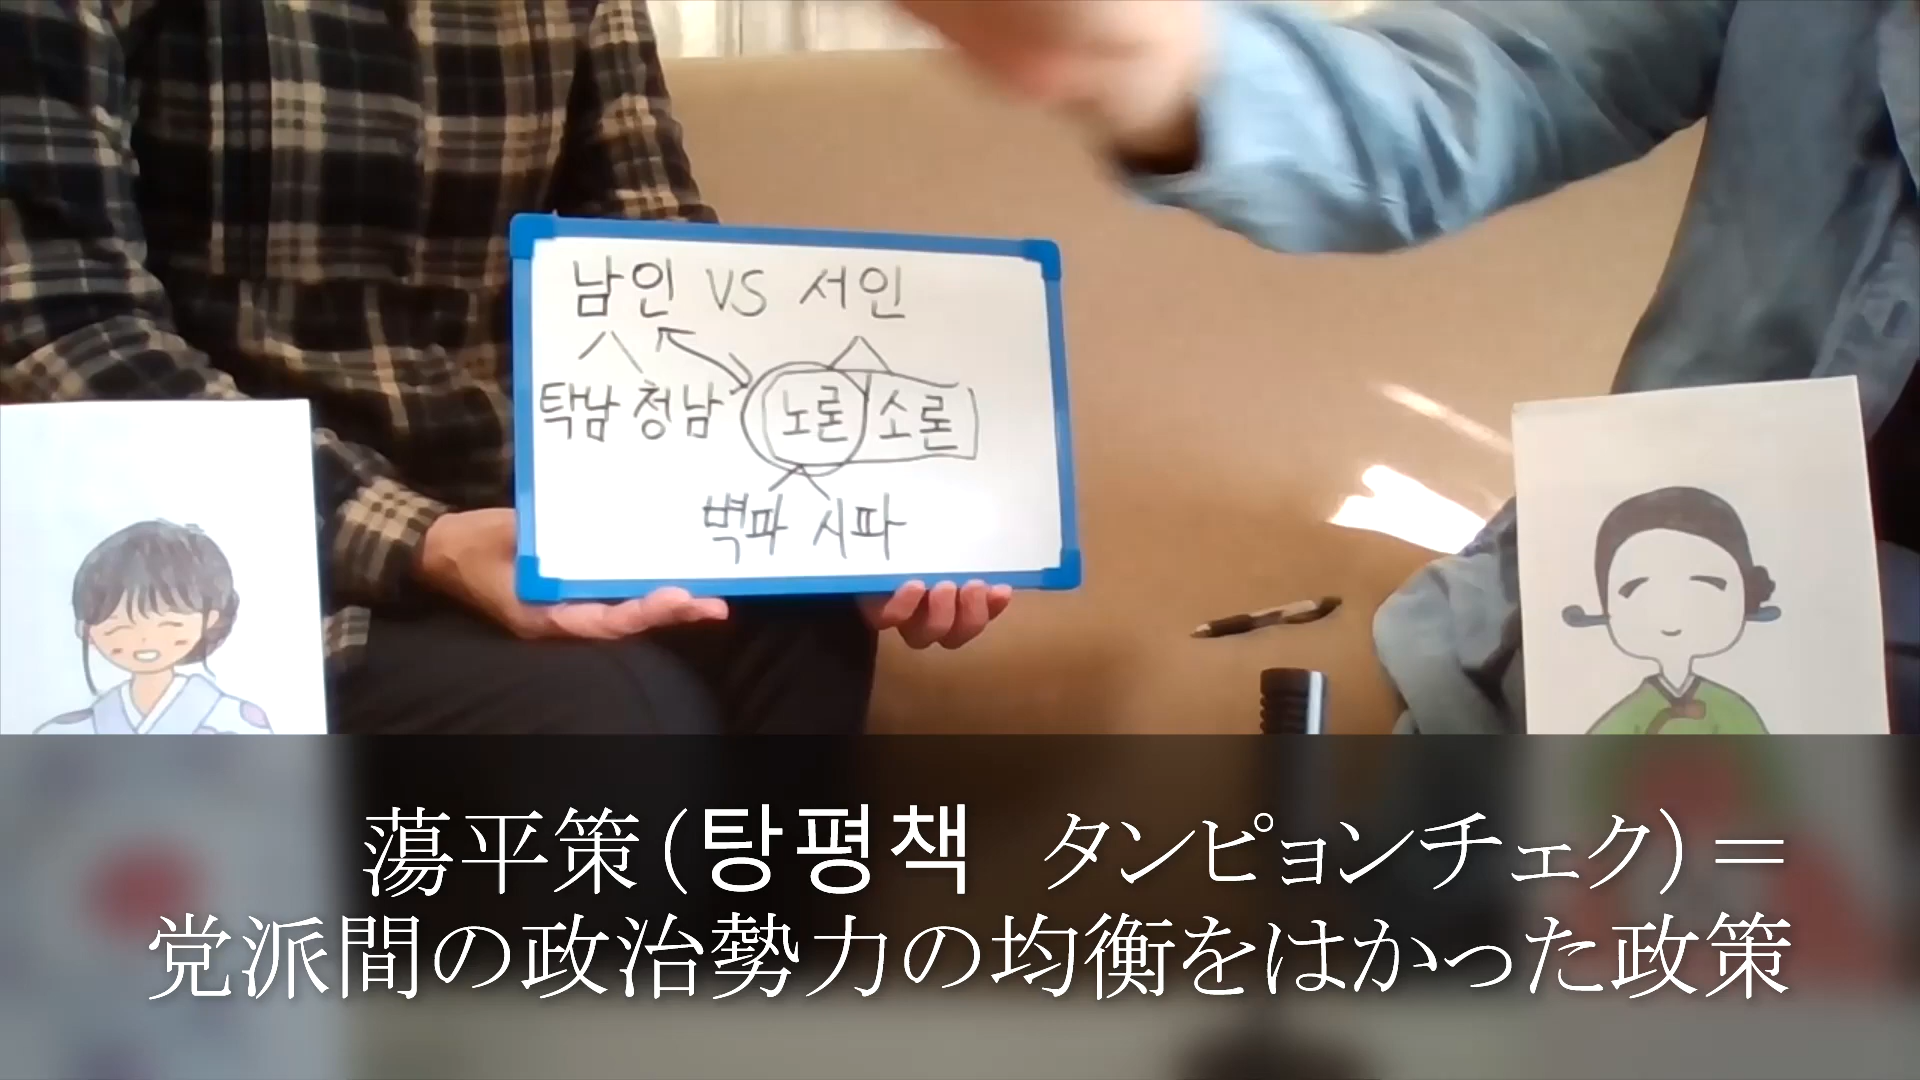 남인 VS 서인
탁남 청남 노론 소론
벽파 시파
蕩平策(탕평책 タンピョンチェク)＝
党派間の政治勢力の均衡をはかった政策